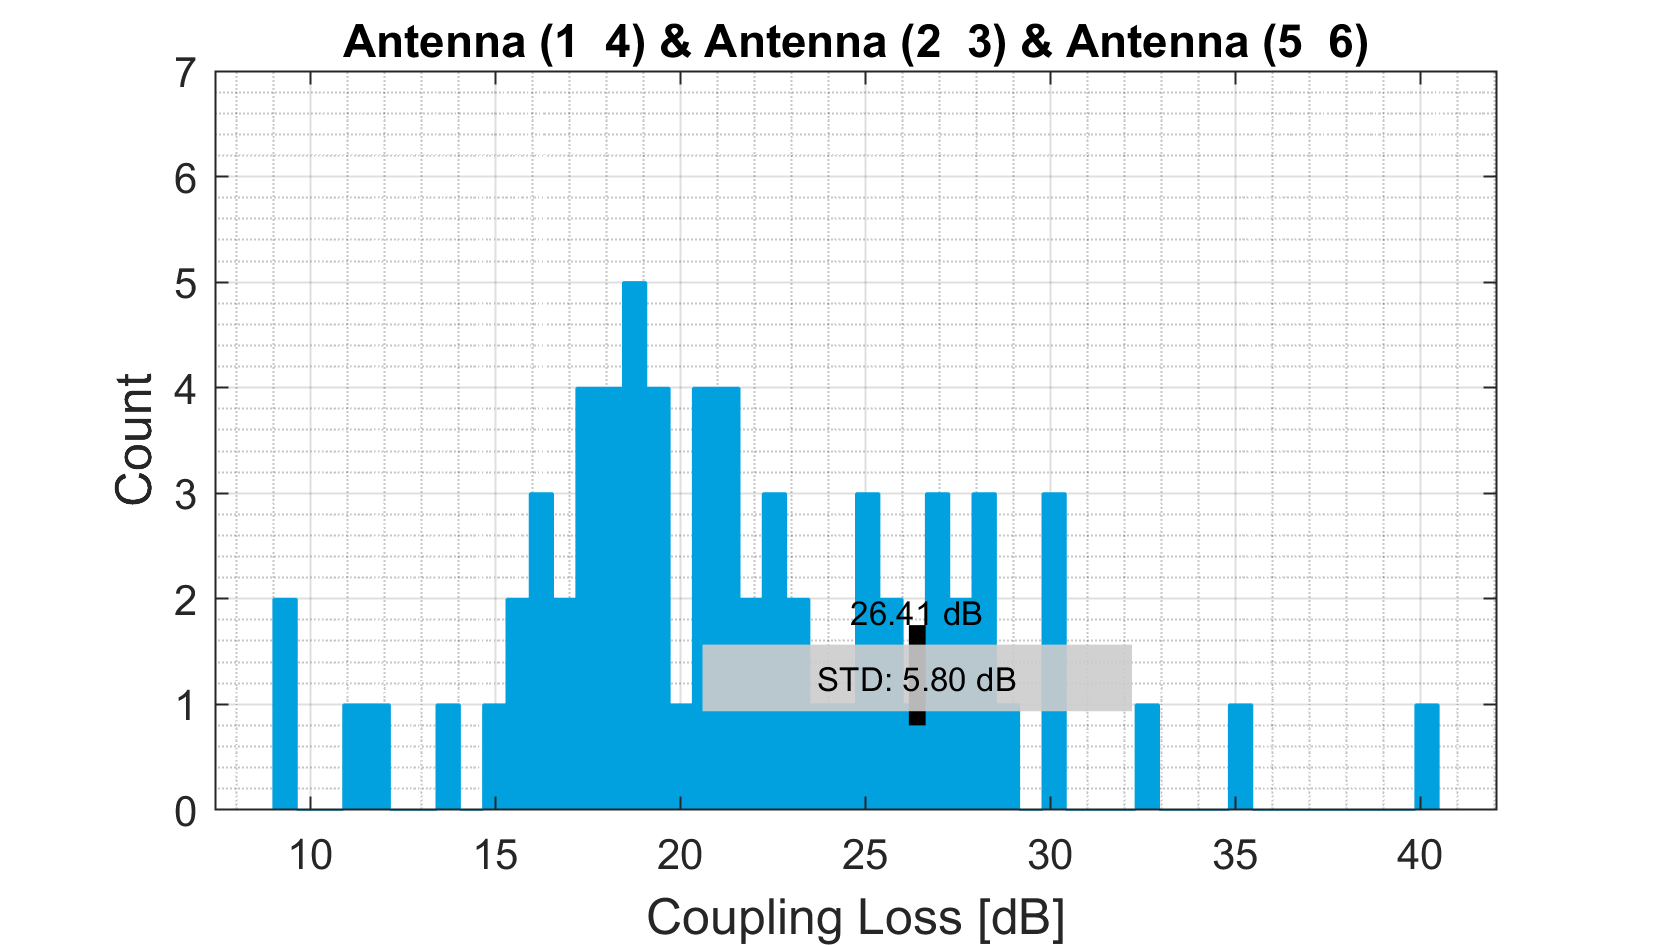 Antenna (1  4) & Antenna (2  3) & Antenna (5  6)
7
6
5
4
3
2
1
0
Count
26.41 dB
STD: 5.80 dB
10 15 20 25 30 35 40
Coupling Loss [dB]